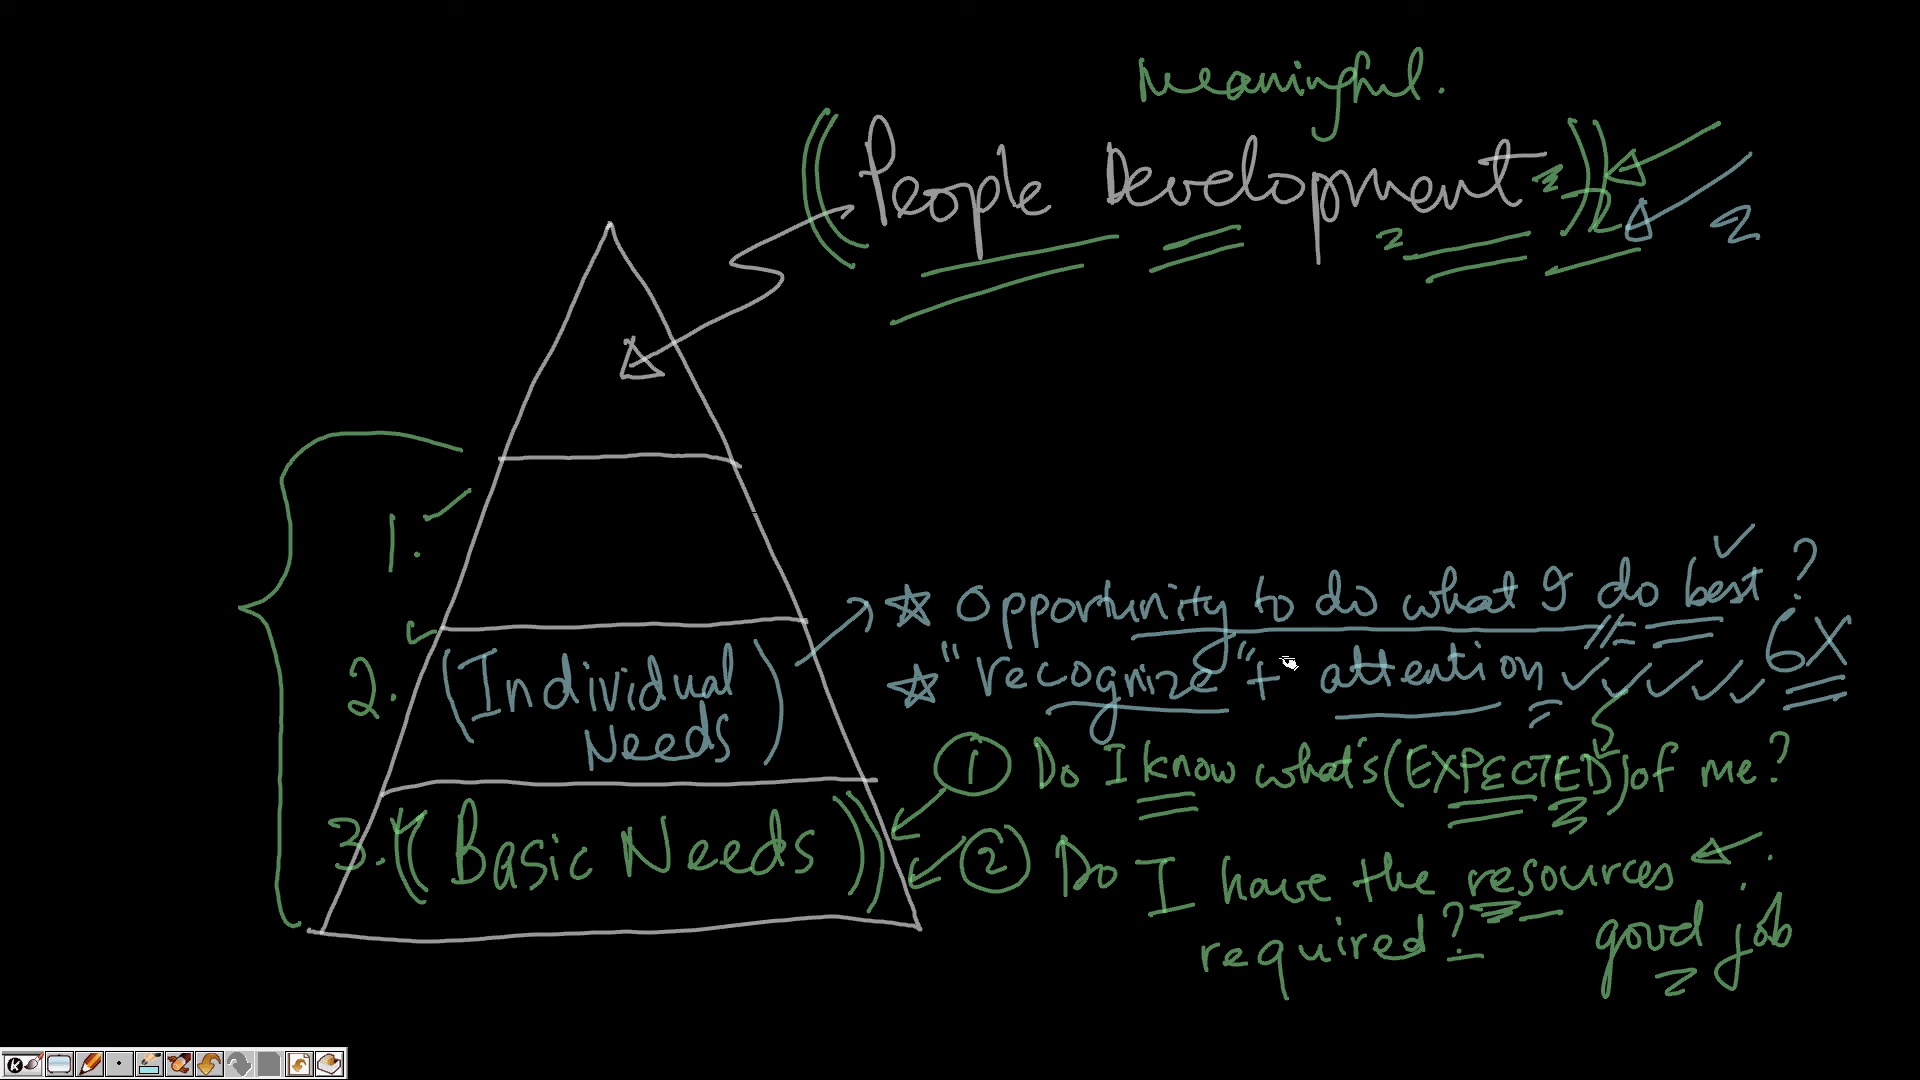 Meaningful.
People Development
1.
* Opportunity to do what I do best?
6X
2. (Individual
Needs)
* "recognize" + attention
1 Do I know what's (EXPECTED) of me?
3. ((Basic Needs))
2 Do I have the resources
required?
good job